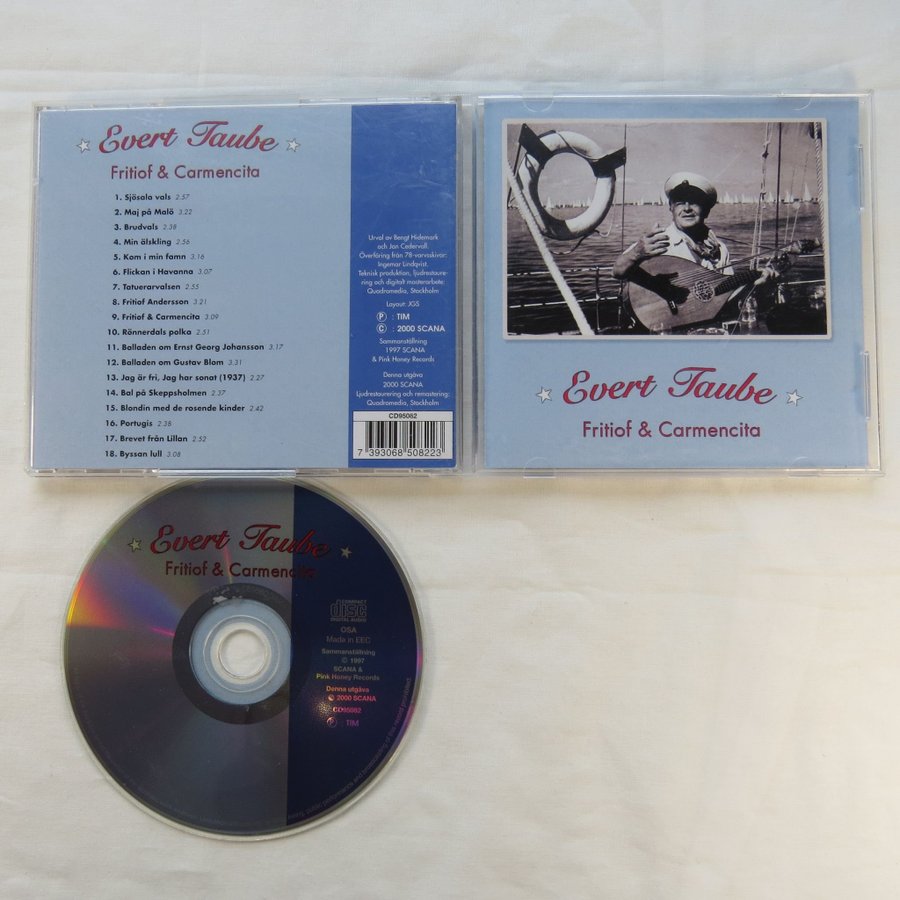 Evert Taube
Fritiof & Carmencita
1. Sjösala vals 2.57
2. Maj på Malö 3.22
3. Brudvals 2.38
4. Min älskling 2.56
5. Kom i min famn 3.16
6. Flickan i Havanna 3.07
7. Tatuerarvalsen 2.55
8. Fritiof Andersson 3.21
9. Fritiof & Carmencita 3.09
10. Rönnerdals polka 2.51
11. Balladen om Ernst Georg Johansson 3.17
12. Balladen om Gustav Blom 3.31
13. Jag är fri, Jag har sonat (1937) 2.27
14. Bal på Skeppsholmen 2.37
15. Blondin med de rosende kinder 2.42
16. Portugis 2.38
17. Brevet från Lillan 2.52
18. Byssan lull 3.08
Urval av Bengt Hidemark
och Jan Cedervall.
Överföring från 78-varvsskivor:
Ingemar Lindqvist.
Teknisk produktion, ljudrestaure-
ring och digitalt masterarbete:
Quadromedia, Stockholm
Layout: JGS
P : TIM
C : 2000 SCANA
Sammanställning
1997 SCANA
& Pink Honey Records
Denna utgåva
2000 SCANA
Ljudrestaurering och remastering:
Quadromedia, Stockholm
CD95082
7 393068 508223
Evert Taube
Fritiof & Carmencita
Evert Taube
Fritiof & Carmencita
COMPACT
disc
DIGITAL AUDIO
OSA
Made in EEC
Sammanställning
© 1997
SCANA &
Pink Honey Records
Denna utgåva
© 2000 SCANA
CD95082
℗ TIM